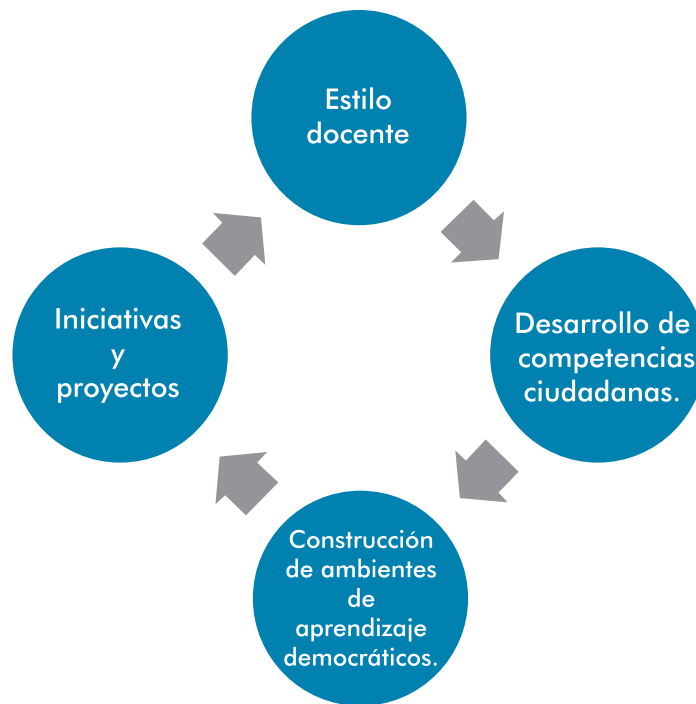 Estilo
docente
Desarrollo de
competencias
ciudadanas.
Construcción
de ambientes
de
aprendizaje
democráticos.
Iniciativas
y
proyectos